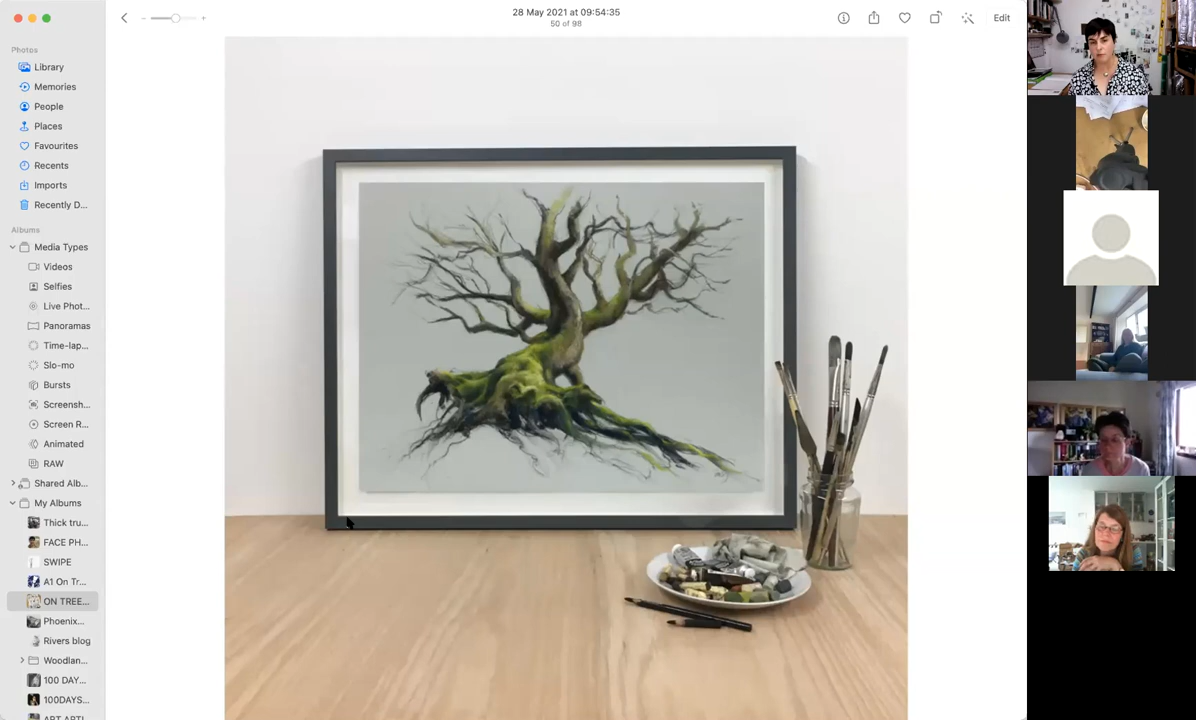 28 May 2021 at 09:54:35
50 of 98
Edit
Photos
Library
Memories
People
Places
Favourites
Recents
Imports
Recently D...
Albums
Media Types
Videos
Selfies
Live Phot...
Panoramas
Time-lap...
Slo-mo
Bursts
Screensh...
Screen R...
Animated
RAW
Shared Alb...
My Albums
Thick tru...
FACE PH...
SWIPE
A1 On Tr...
ON TREE...
Phoenix...
Rivers blog
Woodlan...
100 DAY...
100DAYS...